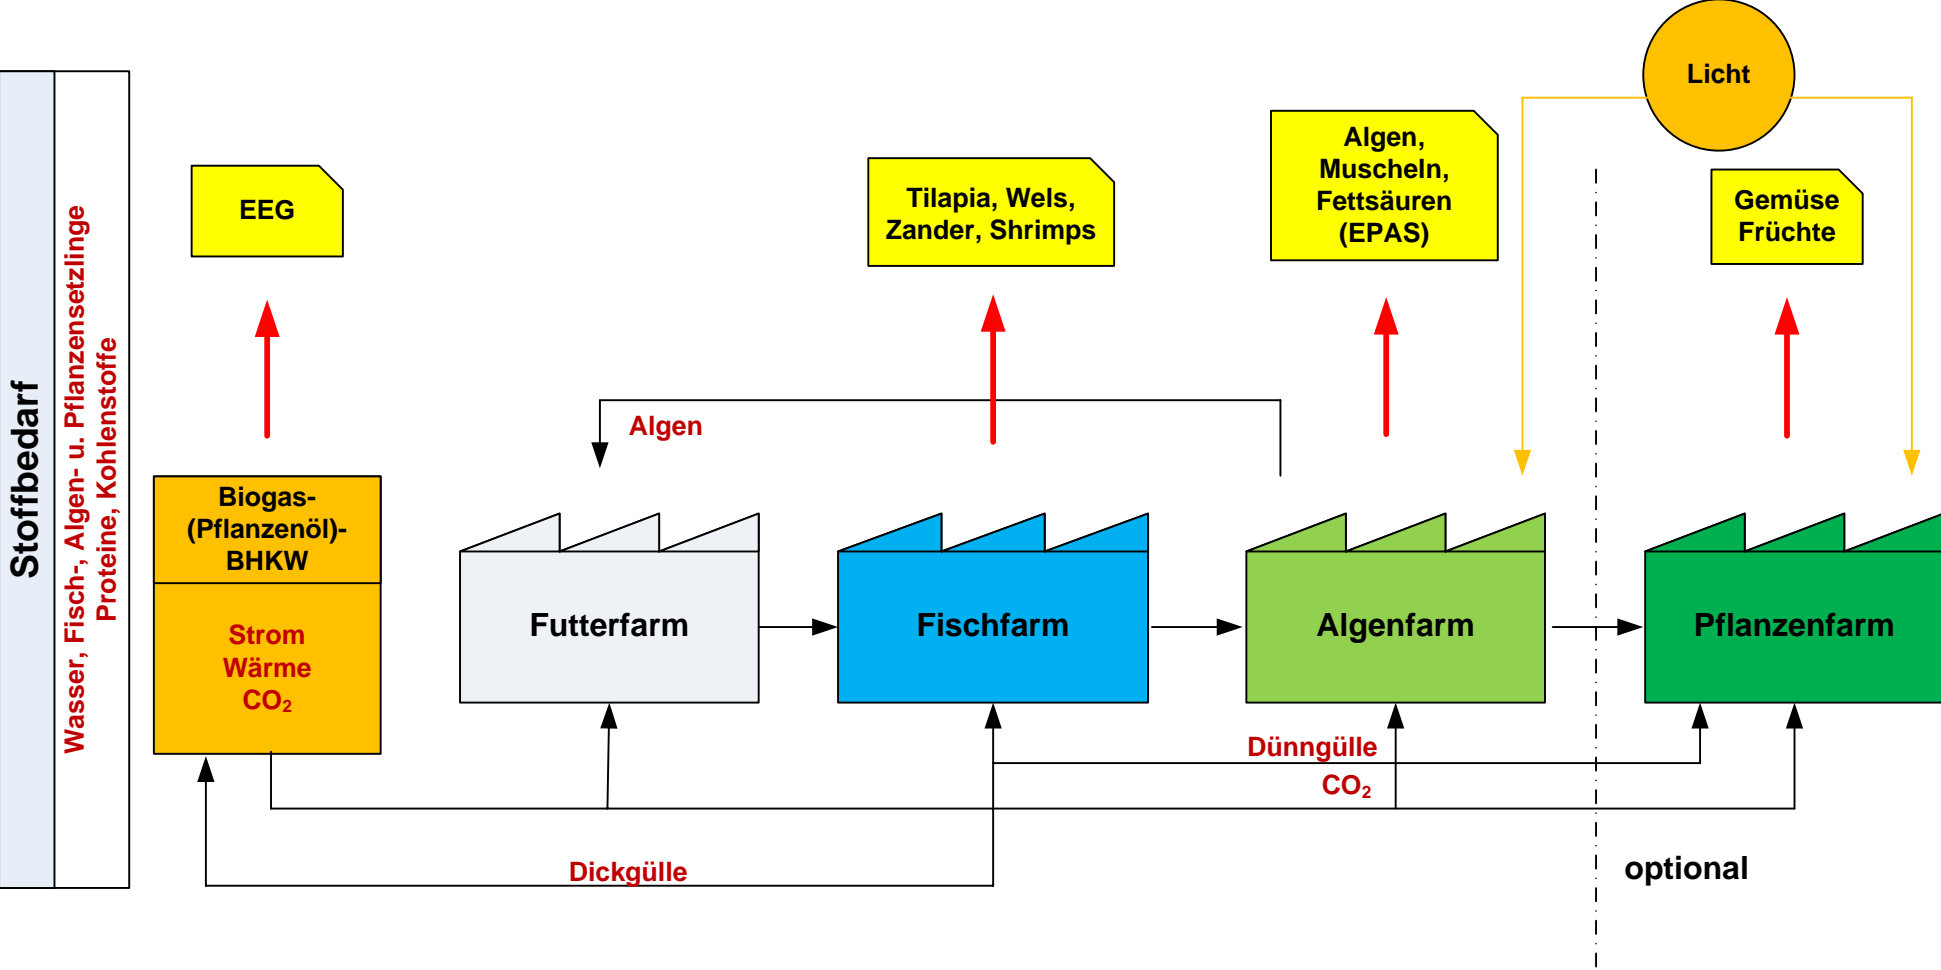 Stoffbedarf
Wasser, Fisch-, Algen- u. Pflanzensetzlinge
Proteine, Kohlenstoffe
EEG
Biogas-
(Pflanzenöl)-
BHKW
Strom
Wärme
CO₂
Tilapia, Wels,
Zander, Shrimps
Algen,
Muscheln,
Fettsäuren
(EPAS)
Licht
Gemüse
Früchte
Algen
Futterfarm
Fischfarm
Algenfarm
Pflanzenfarm
Dünngülle
CO₂
Dickgülle
optional